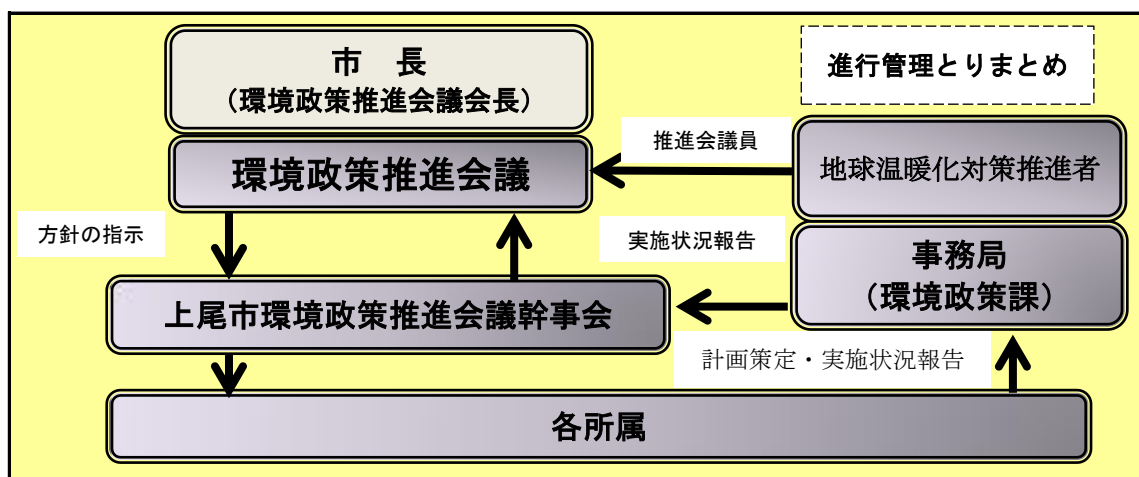 市　長
（環境政策推進会議会長）
進行管理とりまとめ
推進会議員
環境政策推進会議
地球温暖化対策推進者
方針の指示
実施状況報告
事務局
（環境政策課）
上尾市環境政策推進会議幹事会
計画策定・実施状況報告
各所属